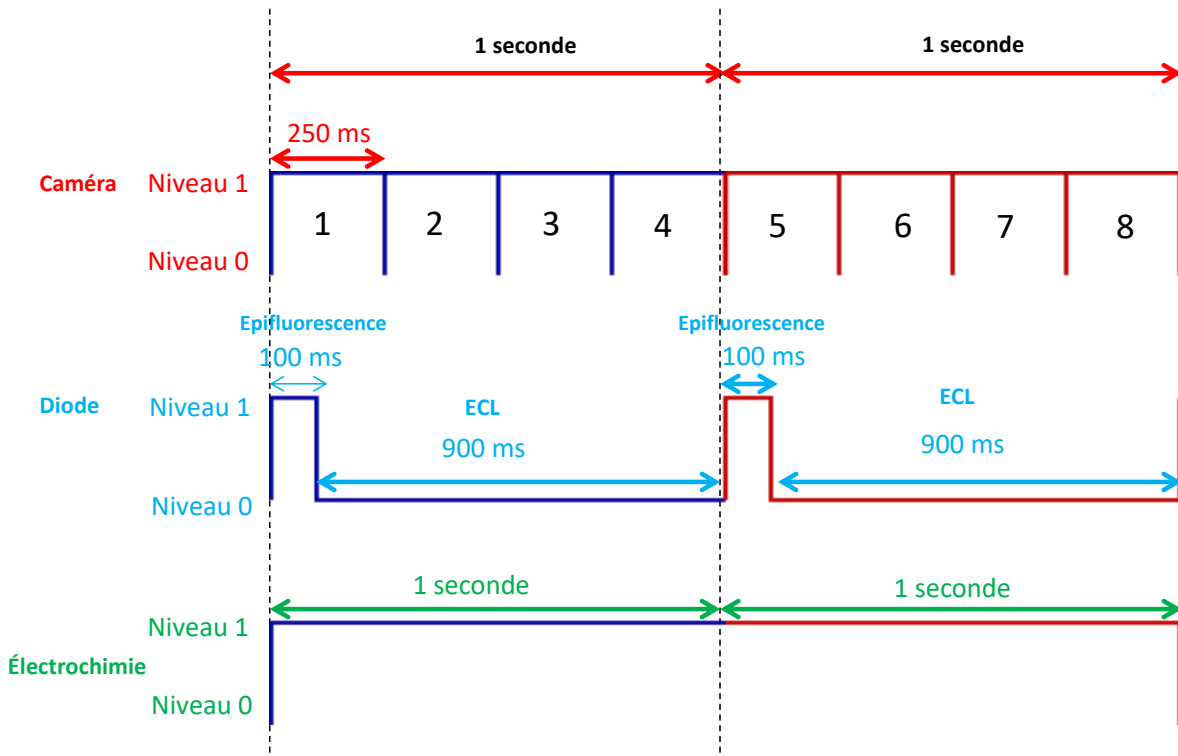 1 seconde
1 seconde
250 ms
Caméra
Niveau 1
1
2
3
4
5
6
7
8
Niveau 0
Epifluorescence
100 ms
Epifluorescence
100 ms
Diode
Niveau 1
ECL
900 ms
ECL
900 ms
Niveau 0
1 seconde
1 seconde
Niveau 1
Électrochimie
Niveau 0